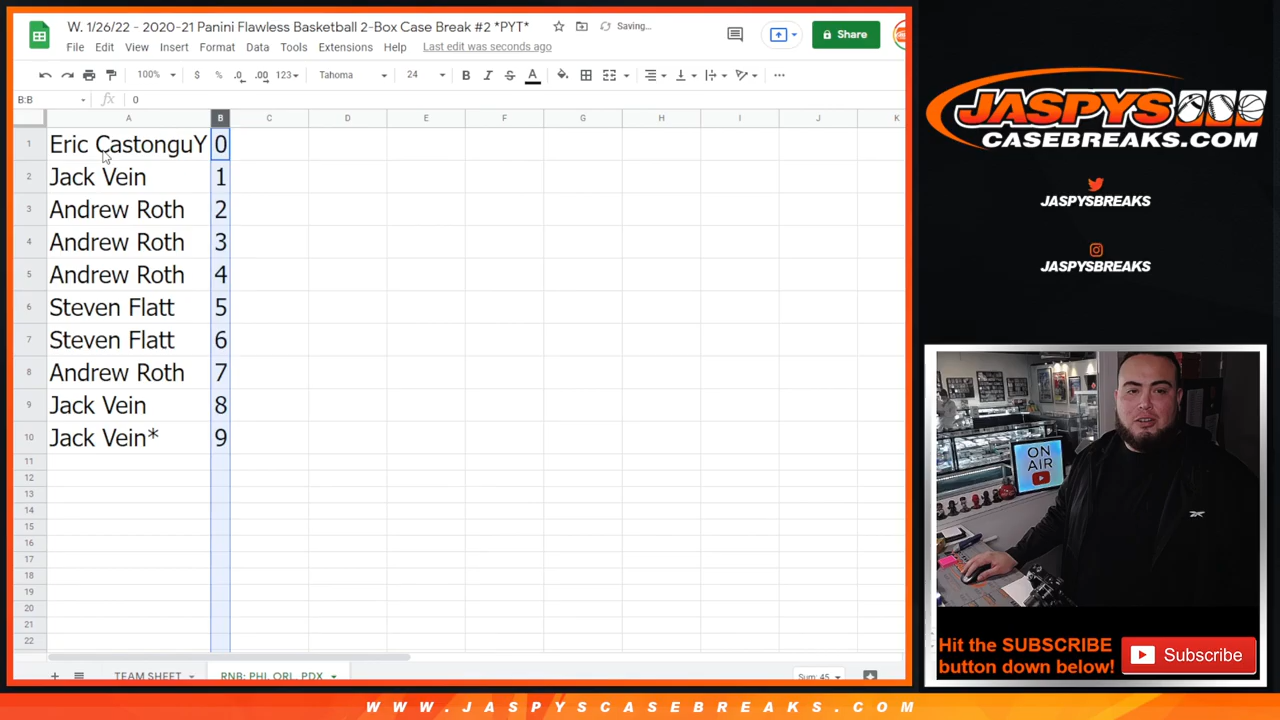 W. 1/26/22 - 2020-21 Panini Flawless Basketball 2-Box Case Break #2 *PYT*
Saving...
Share
File Edit View Insert Format Data Tools Extensions Help Last edit was seconds ago
100% $ % .0 .00 123 Tahoma 24 B I S A
B:B fx 0
A B C D E F G H I J K
1 Eric CastonguY 0
2 Jack Vein 1
3 Andrew Roth 2
4 Andrew Roth 3
5 Andrew Roth 4
6 Steven Flatt 5
7 Steven Flatt 6
8 Andrew Roth 7
9 Jack Vein 8
10 Jack Vein* 9
11
12
13
14
15
16
17
18
19
20
21
22
TEAM SHEET RNB: PHI, ORL, PDX Sum: 45
JASPYS
CASEBREAKS.COM
JASPYSBREAKS
JASPYSBREAKS
ON
AIR
Hit the SUBSCRIBE
button down below!
Subscribe
WWW.JASPYSCASEBREAKS.COM